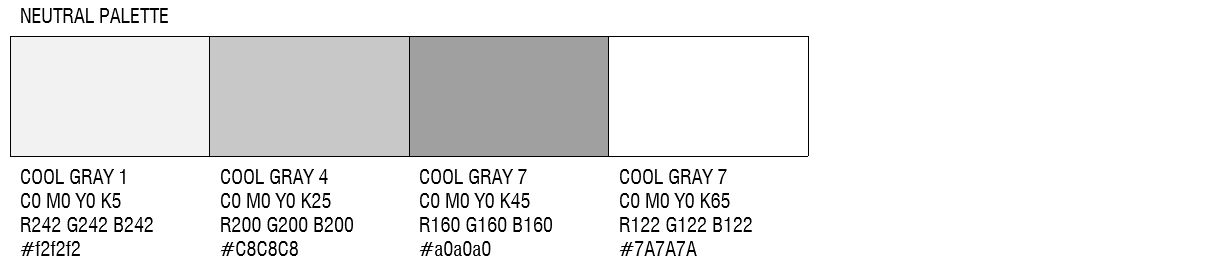 NEUTRAL PALETTE
COOL GRAY 1
C0 M0 Y0 K5
R242 G242 B242
#f2f2f2
COOL GRAY 4
C0 M0 Y0 K25
R200 G200 B200
#C8C8C8
COOL GRAY 7
C0 M0 Y0 K45
R160 G160 B160
#a0a0a0
COOL GRAY 7
C0 M0 Y0 K65
R122 G122 B122
#7A7A7A